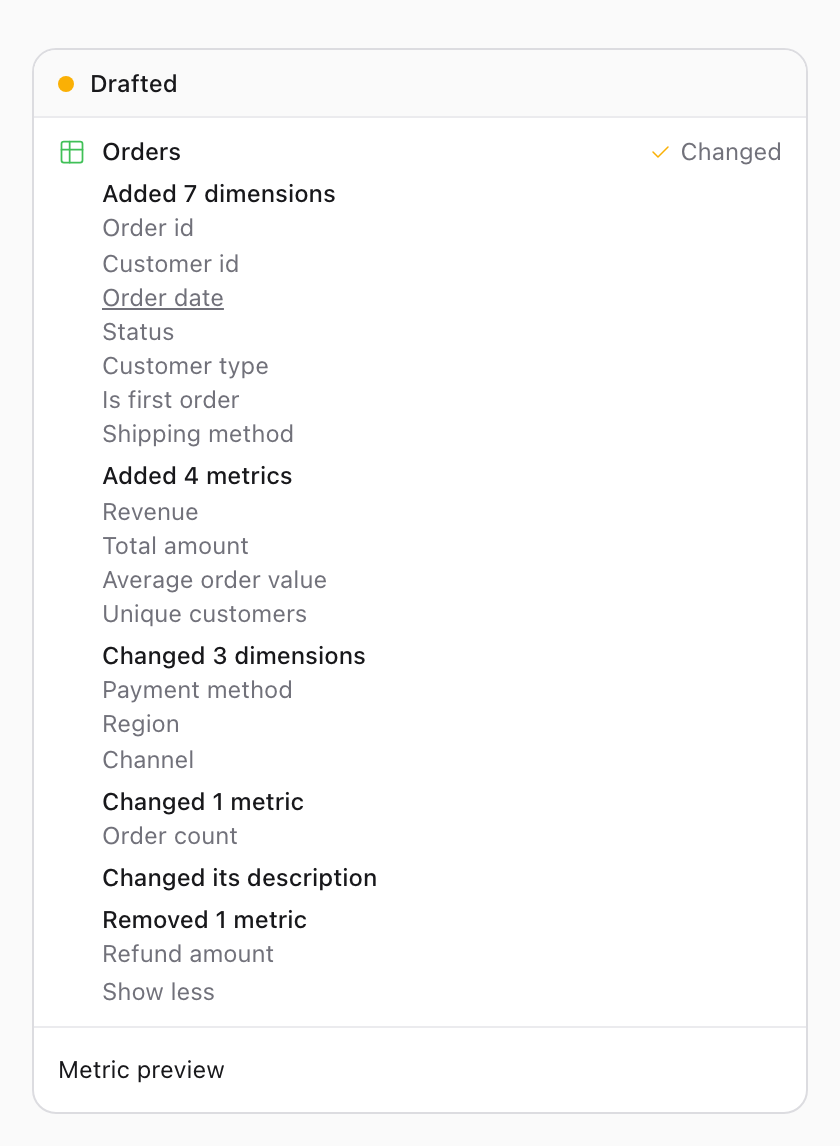 Drafted
Orders
Changed
Added 7 dimensions
Order id
Customer id
Order date
Status
Customer type
Is first order
Shipping method
Added 4 metrics
Revenue
Total amount
Average order value
Unique customers
Changed 3 dimensions
Payment method
Region
Channel
Changed 1 metric
Order count
Changed its description
Removed 1 metric
Refund amount
Show less
Metric preview